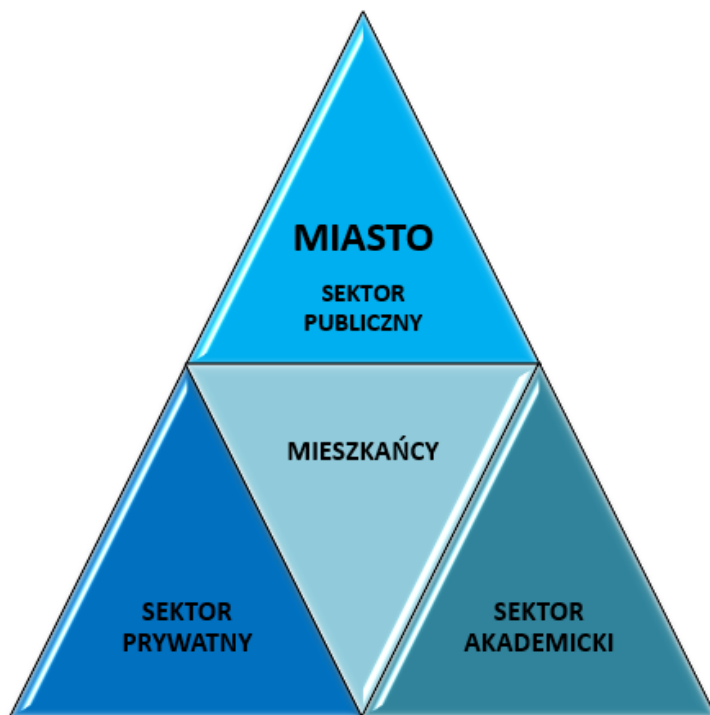 MIASTO
SEKTOR
PUBLICZNY
MIESZKAŃCY
SEKTOR
PRYWATNY
SEKTOR
AKADEMICKI